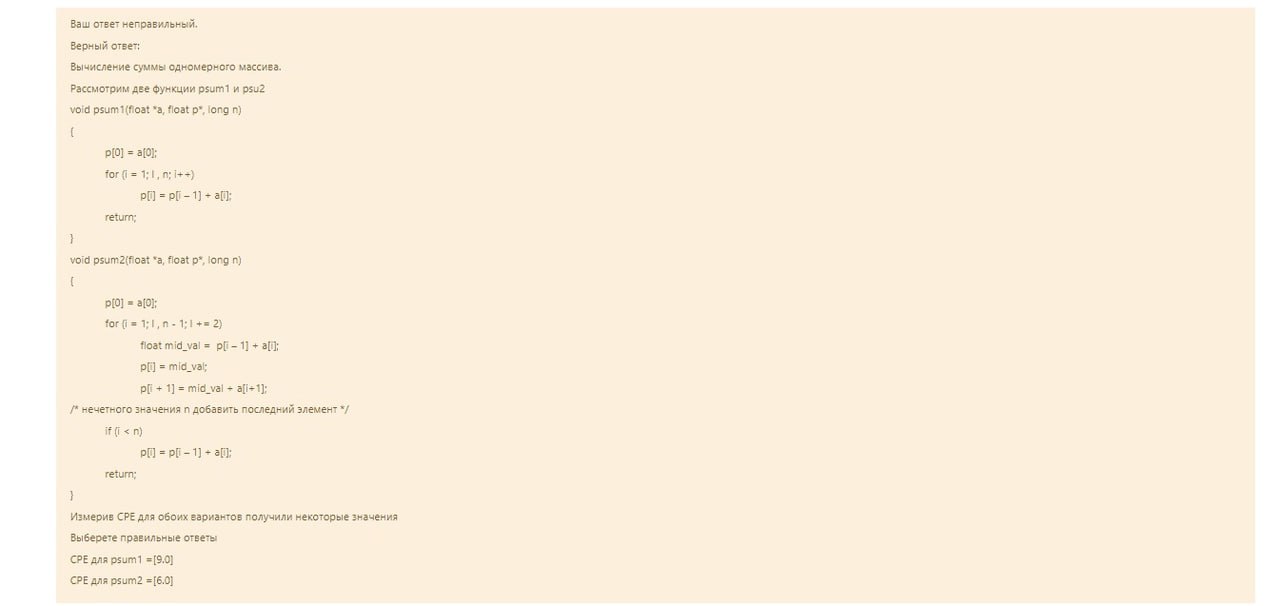 Ваш ответ неправильный.
Верный ответ:
Вычисление суммы одномерного массива.
Рассмотрим две функции psum1 и psu2
void psum1(float *a, float p*, long n)
{
p[0] = a[0];
for (i = 1; I , n; i++)
p[i] = p[i – 1] + a[i];
return;
}
void psum2(float *a, float p*, long n)
{
p[0] = a[0];
for (i = 1; I , n - 1; I += 2)
float mid_val =  p[i – 1] + a[i];
p[i] = mid_val;
p[i + 1] = mid_val + a[i+1];
/* нечетного значения n добавить последний элемент */
if (i < n)
p[i] = p[i – 1] + a[i];
return;
}
Измерив CPE для обоих вариантов получили некоторые значения
Выберете правильные ответы
CPE для psum1 =[9.0]
CPE для psum2 =[6.0]